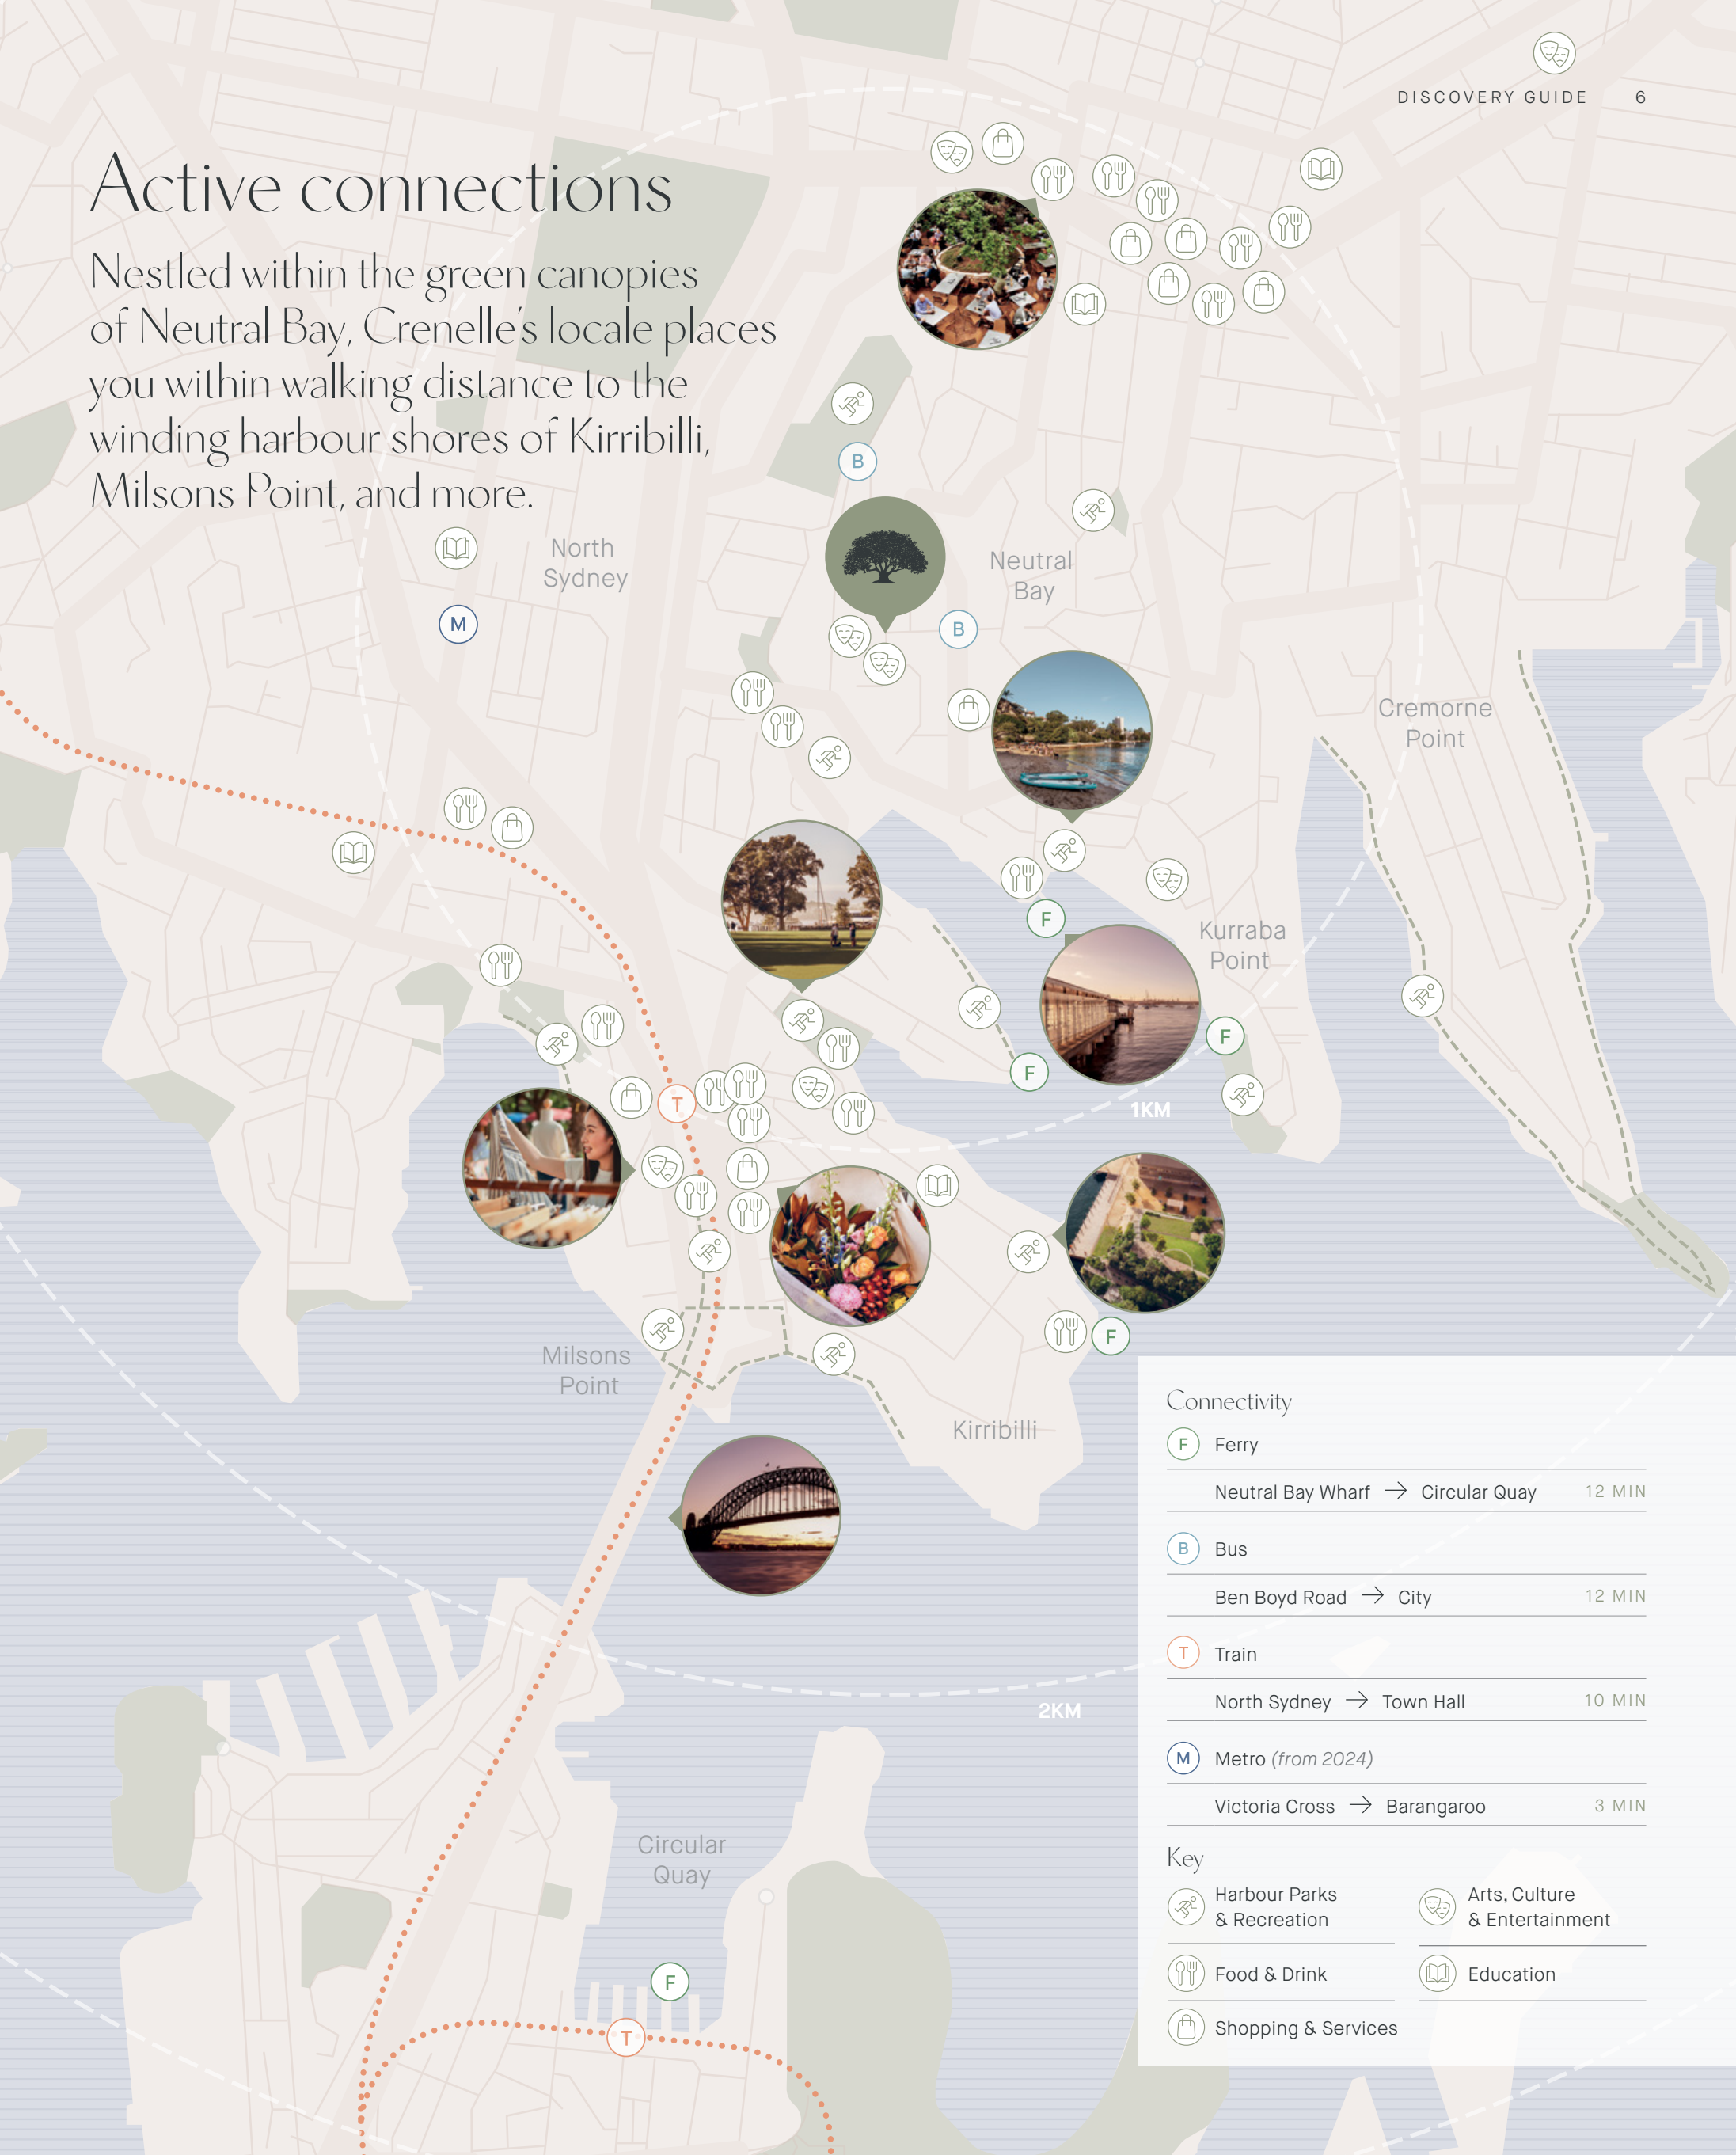 DISCOVERY GUIDE 6
Active connections
Nestled within the green canopies
of Neutral Bay, Crenelle's locale places
you within walking distance to the
winding harbour shores of Kirribilli,
Milsons Point, and more.
B
North
Sydney
Neutral
Bay
M
B
Cremorne
Point
F
Kurraba
Point
F
F
T
1KM
F
Milsons
Point
Kirribilli
2KM
Circular
Quay
F
T
Connectivity
F Ferry
Neutral Bay Wharf → Circular Quay 12 MIN
B Bus
Ben Boyd Road → City 12 MIN
T Train
North Sydney → Town Hall 10 MIN
M Metro (from 2024)
Victoria Cross → Barangaroo 3 MIN
Key
Harbour Parks
& Recreation
Arts, Culture
& Entertainment
Food & Drink
Education
Shopping & Services